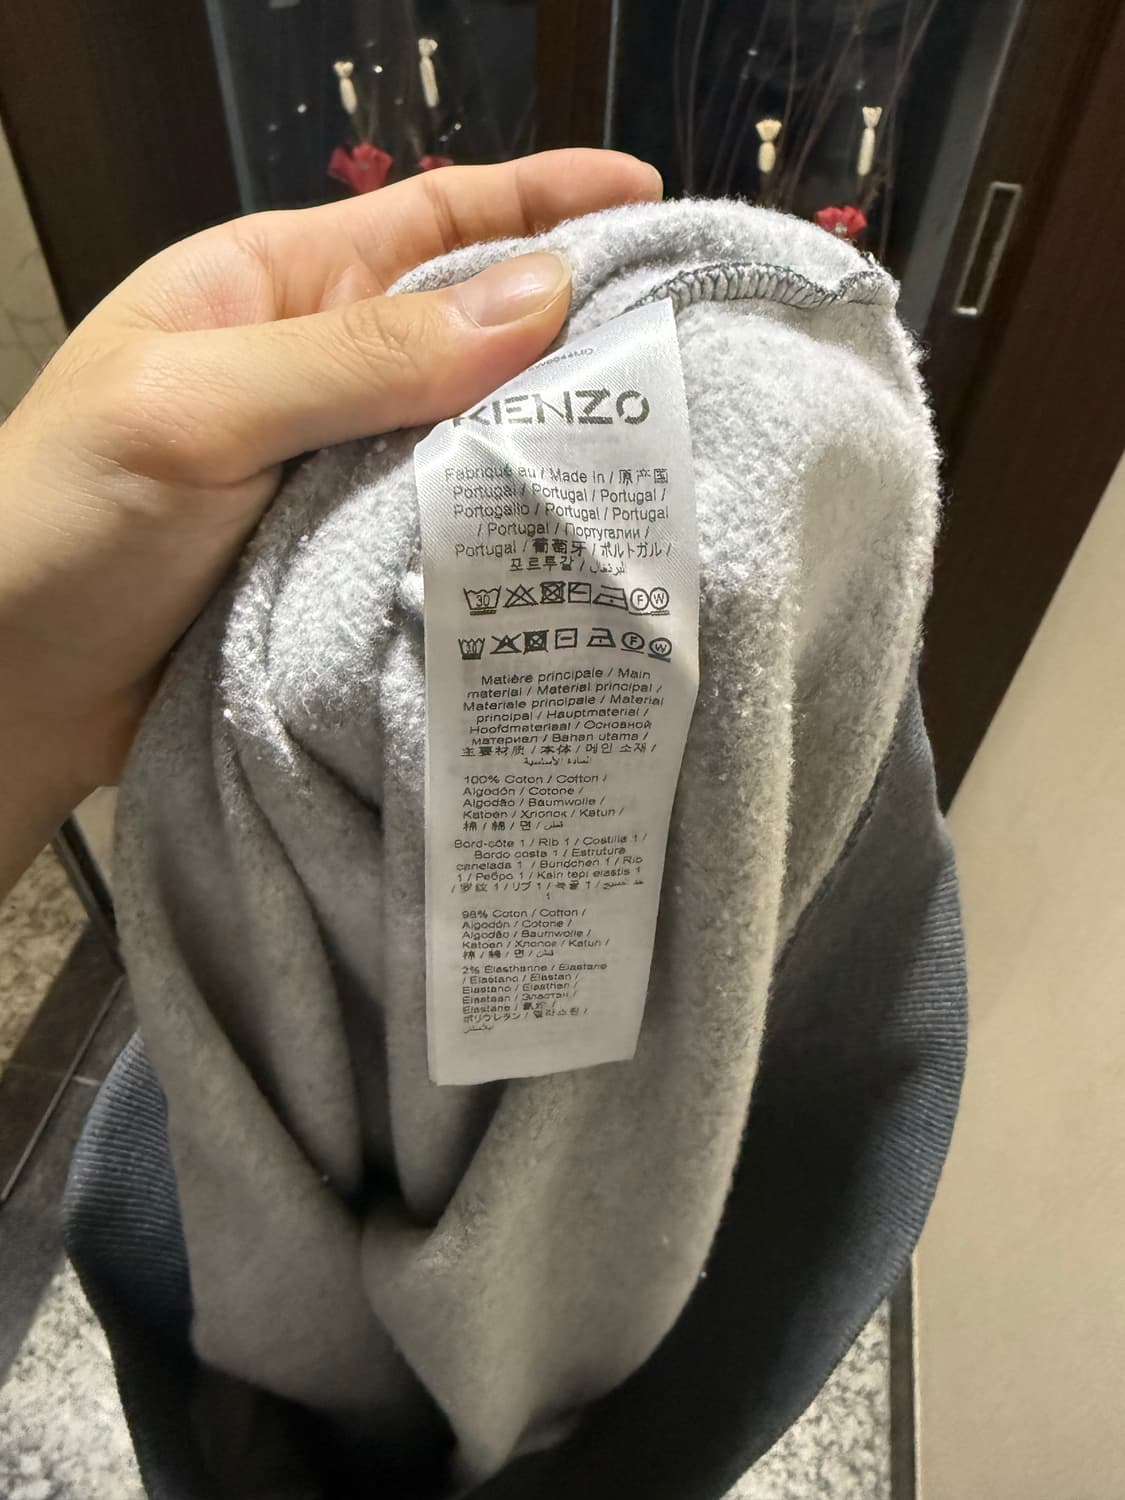 KENZO
Fabriqué au / Made in / 原产国
Portugal / Portugal / Portugal /
Portogallo / Portugal / Portugal
/ Portugal / Португалии /
Portugal / 葡萄牙 / ポルトガル /
포르투갈 / البرتغال
30 F W
30 F W
Matière principale / Main
material / Material principal /
Materiale principale / Material
principal / Hauptmaterial /
Hoofdmateriaal / Основной
материал / Bahan utama /
主要材质 / 本体 / 메인 소재 /
100% Coton / Cotton /
Algodón / Cotone /
Algodão / Baumwolle /
Katoen / Хлопок / Katun /
棉 / 綿 / 면 / قطن
Bord-côte 1 / Rib 1 / Costilla 1 /
Bordo costa 1 / Estrutura
canelada 1 / Bündchen 1 / Rib
1 / Ребро 1 / Kain tepi elastis 1
/ 罗纹 1 / リブ 1 /
1
98% Coton / Cotton /
Algodón / Cotone /
Algodão / Baumwolle /
Katoen / Хлопок / Katun /
棉 / 綿 / 면 / قطن
2% Élasthanne / Elastane
/ Elastano / Elastan /
Elastano / Elasthan /
Elastaan / Эластан /
Elastane / 氨纶 /
ポリウレタン / 엘라스틴 /